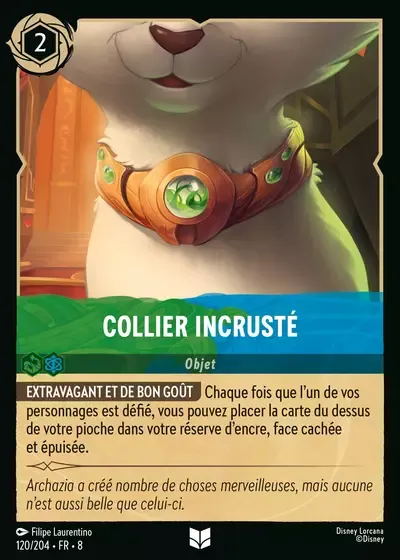 2
COLLIER INCRUSTÉ
Objet
EXTRAVAGANT ET DE BON GOÛT Chaque fois que l'un de vos
personnages est défié, vous pouvez placer la carte du dessus
de votre pioche dans votre réserve d'encre, face cachée
et épuisée.
Archazia a créé nombre de choses merveilleuses, mais aucune
n'est aussi belle que celui-ci.
Filipe Laurentino
120/204 • FR • 8
Disney Lorcana
©Disney